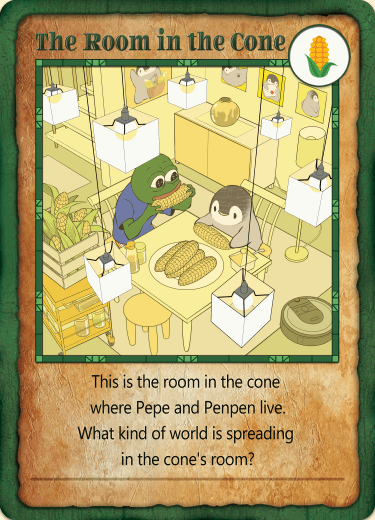 The Room in the Cone
This is the room in the cone
where Pepe and Penpen live.
What kind of world is spreading
in the cone's room?